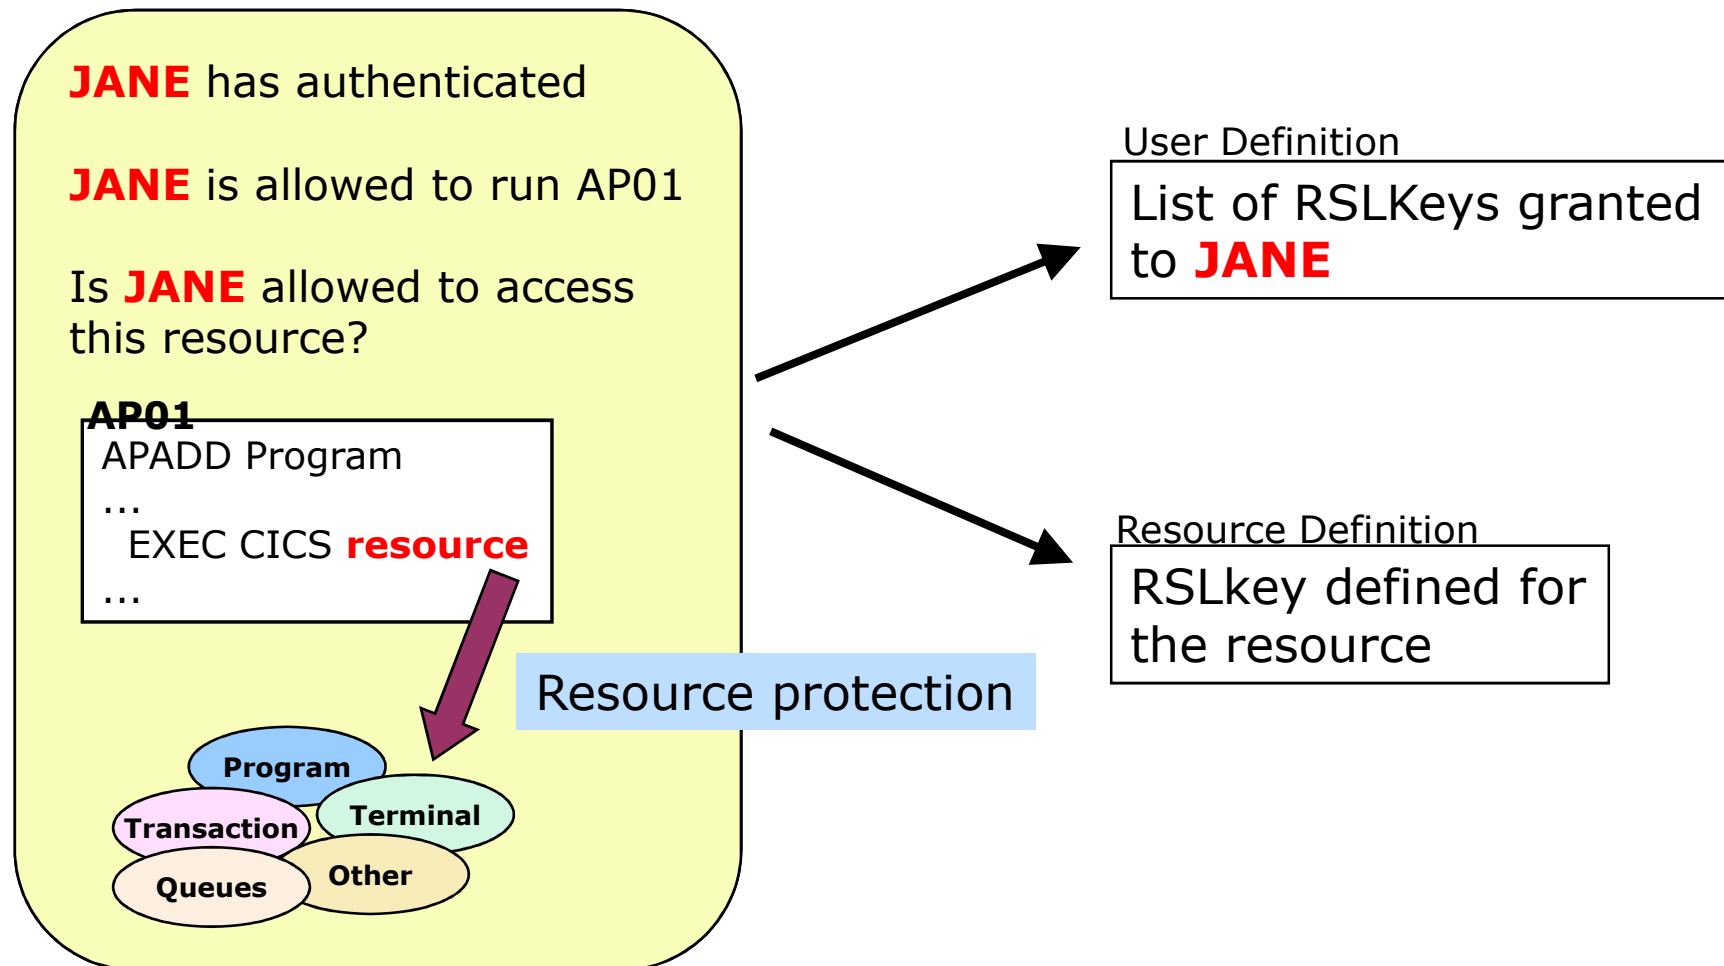 JANE has authenticated
JANE is allowed to run AP01
Is JANE allowed to access
this resource?
AP01
APADD Program
...
EXEC CICS resource
...
Program
Terminal
Transaction
Other
Queues
Resource protection
User Definition
List of RSLKeys granted
to JANE
Resource Definition
RSLkey defined for
the resource